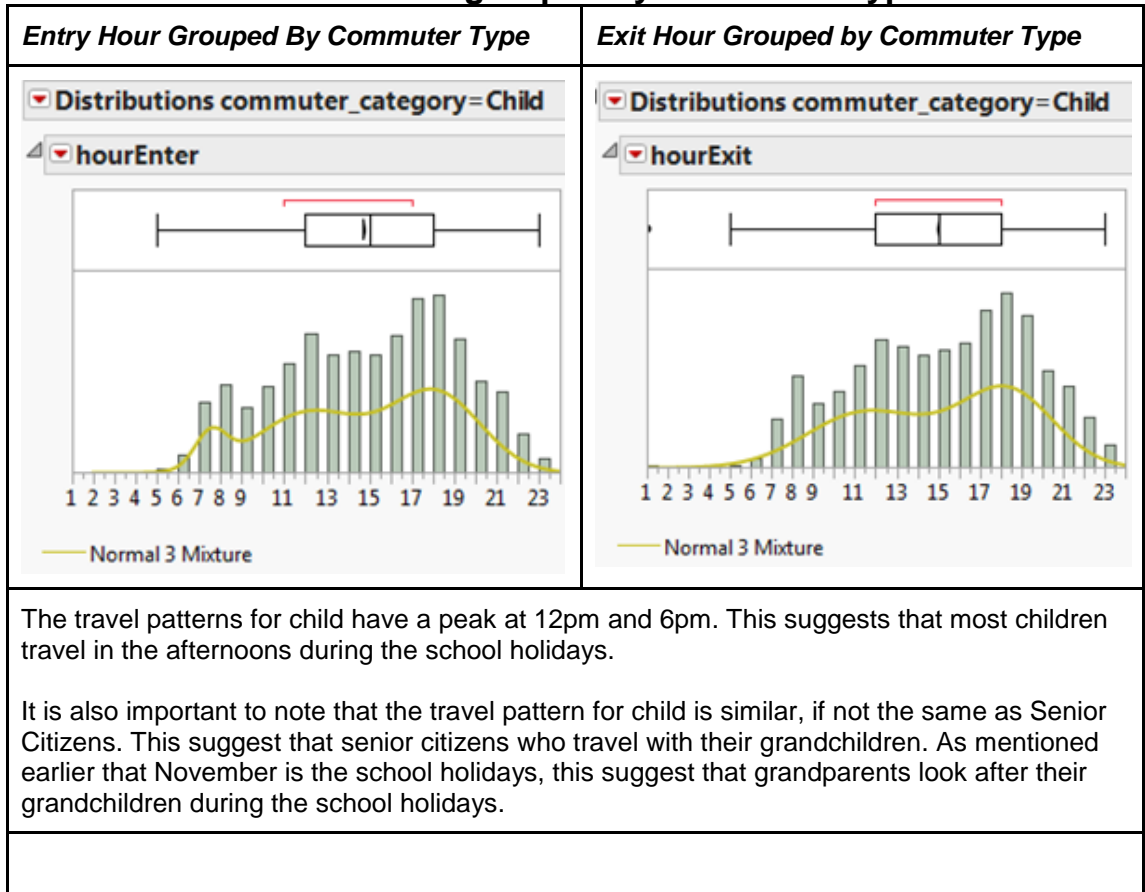 Entry Hour Grouped By Commuter Type
Exit Hour Grouped by Commuter Type
Distributions commuter_category=Child
hourEnter
1 2 3 4 5 6 7 8 9 11 13 15 17 19 21 23
Normal 3 Mixture
Distributions commuter_category=Child
hourExit
1 2 3 4 5 6 7 8 9 11 13 15 17 19 21 23
Normal 3 Mixture
The travel patterns for child have a peak at 12pm and 6pm. This suggests that most children
travel in the afternoons during the school holidays.
It is also important to note that the travel pattern for child is similar, if not the same as Senior
Citizens. This suggest that senior citizens who travel with their grandchildren. As mentioned
earlier that November is the school holidays, this suggest that grandparents look after their
grandchildren during the school holidays.